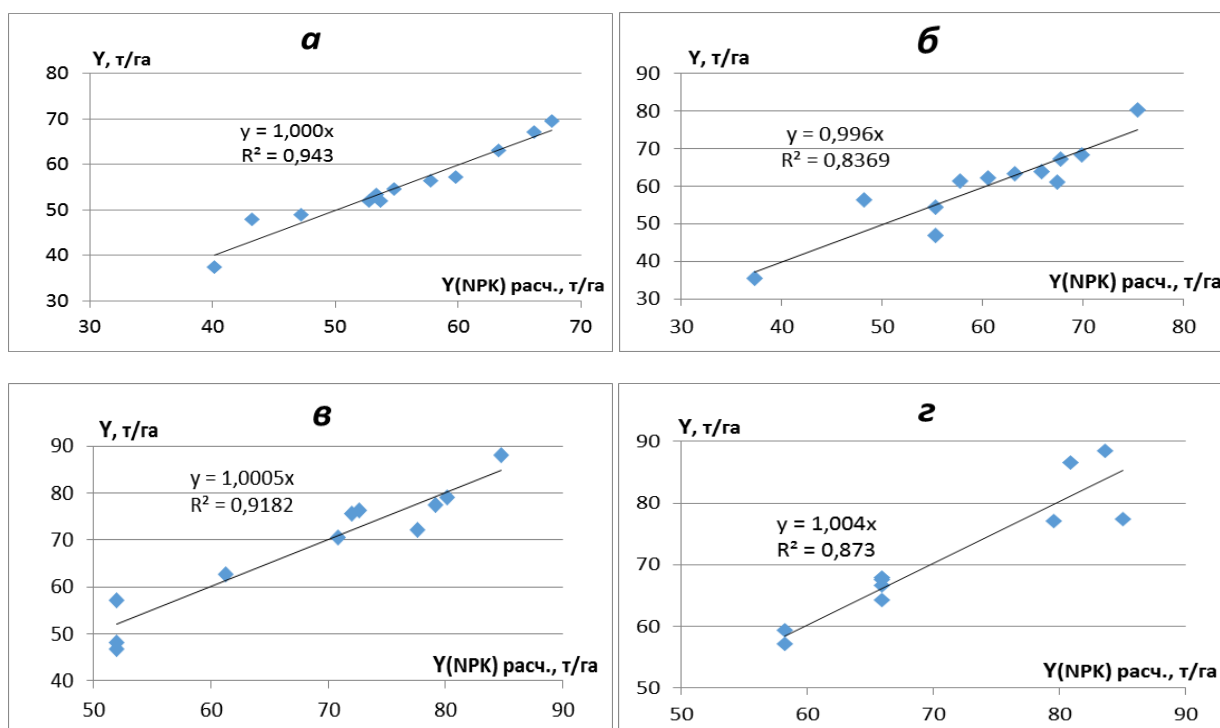 а
Y, т/га
80
70
60
50
40
30
y = 1,000x
R² = 0,943
Y(NPK) расч., т/га
30 40 50 60 70
б
Y, т/га
90
80
70
60
50
40
30
y = 0,996x
R² = 0,8369
Y(NPK) расч., т/га
30 40 50 60 70 80
в
Y, т/га
90
80
70
60
50
40
y = 1,0005x
R² = 0,9182
Y(NPK) расч., т/га
50 60 70 80 90
г
Y, т/га
90
80
70
60
50
y = 1,004x
R² = 0,873
Y(NPK) расч., т/га
50 60 70 80 90